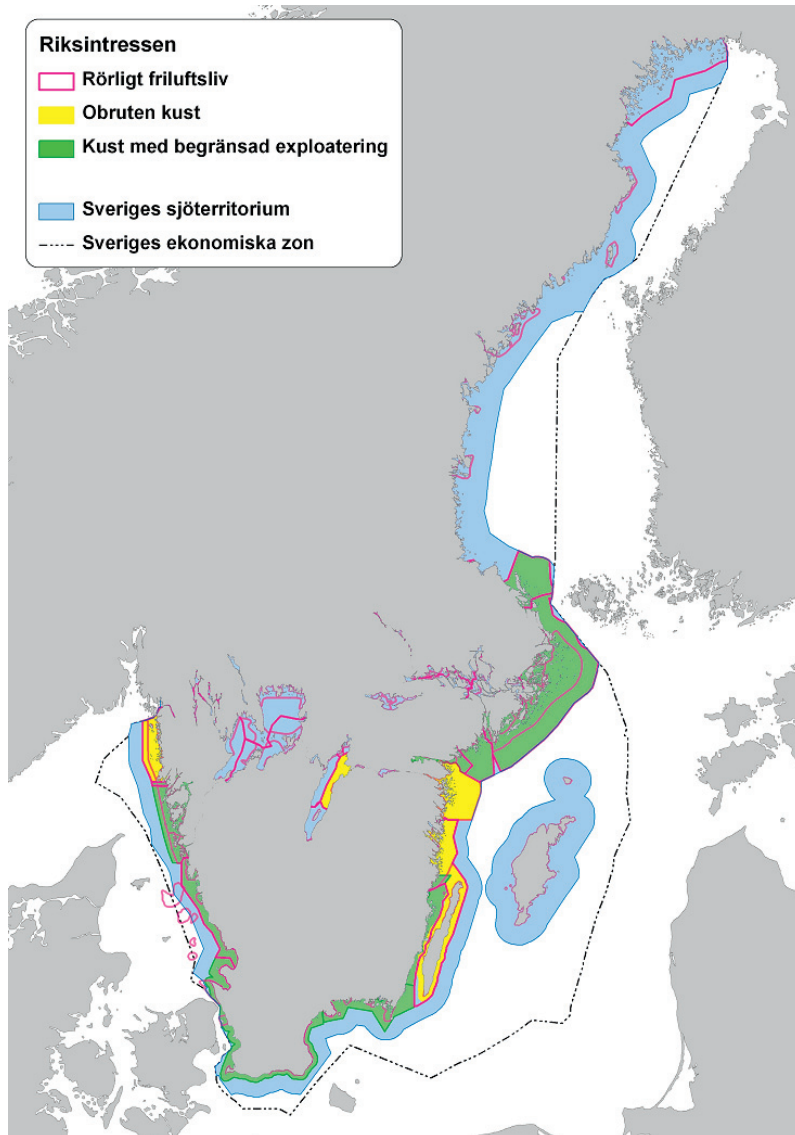 Riksintressen
Rörligt friluftsliv
Obruten kust
Kust med begränsad exploatering
Sveriges sjöterritorium
Sveriges ekonomiska zon